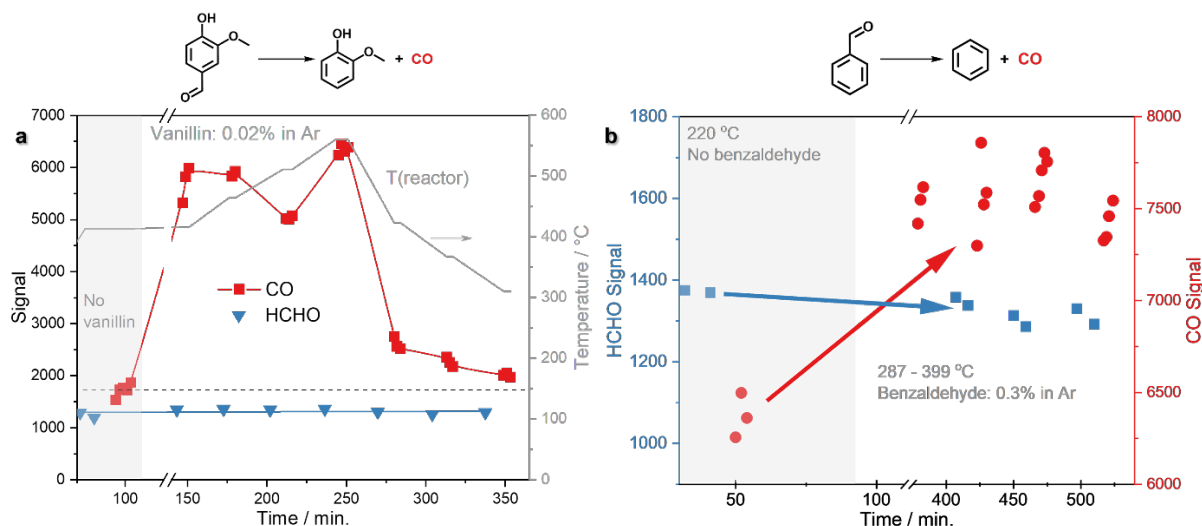 OH
O
O
OH
O
+ CO
O
+ CO
a
Vanillin: 0.02% in Ar
T(reactor)
No
vanillin
CO
HCHO
7000
6000
5000
4000
3000
2000
1000
0
Signal
600
500
400
300
200
100
0
Temperature / °C
100
150
200
250
300
350
Time / min.
b
220 ºC
No benzaldehyde
287 - 399 ºC
Benzaldehyde: 0.3% in Ar
1800
1600
1400
1200
1000
HCHO Signal
8000
7500
7000
6500
6000
CO Signal
50
100
400
450
500
Time / min.